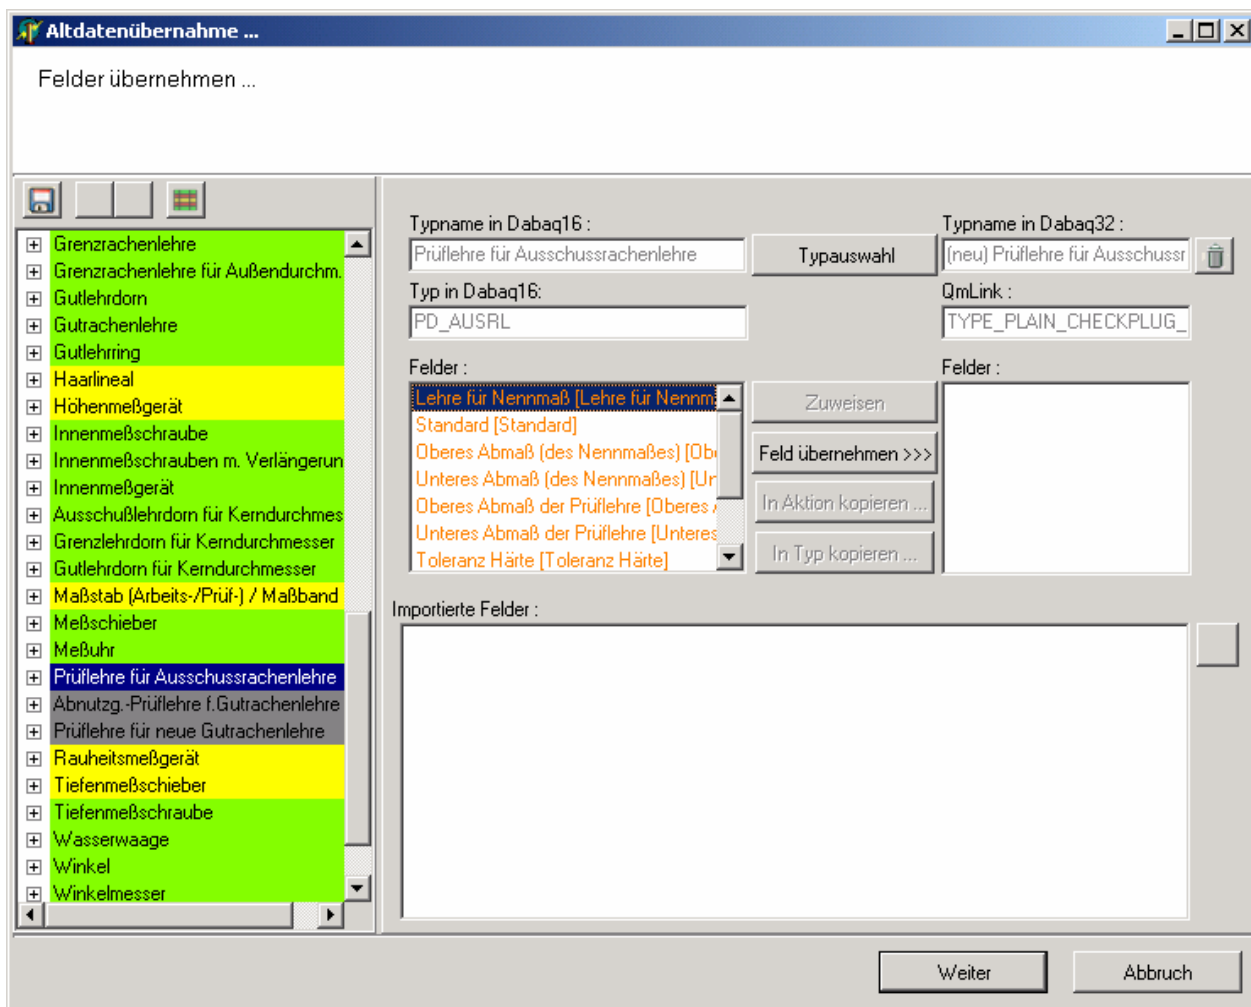 Altdatenübernahme ...
Felder übernehmen ...
Grenzrachenlehre
Grenzrachenlehre für Außendurchm.
Gutlehrdorn
Gutrachenlehre
Gutlehrring
Haarlineal
Höhenmeßgerät
Innenmeßschraube
Innenmeßschrauben m. Verlängerun
Innenmeßgerät
Ausschußlehrdorn für Kerndurchmes
Grenzlehrdorn für Kerndurchmesser
Gutlehrdorn für Kerndurchmesser
Maßstab (Arbeits-/Prüf-) / Maßband
Meßschieber
Meßuhr
Prüflehre für Ausschussrachenlehre
Abnutzg.-Prüflehre f.Gutrachenlehre
Prüflehre für neue Gutrachenlehre
Rauheitsmeßgerät
Tiefenmeßschieber
Tiefenmeßschraube
Wasserwaage
Winkel
Winkelmesser
Typname in Dabaq16 :
Prüflehre für Ausschussrachenlehre
Typauswahl
Typname in Dabaq32 :
(neu) Prüflehre für Ausschussr
Typ in Dabaq16:
PD_AUSRL
QmLink :
TYPE_PLAIN_CHECKPLUG_
Felder :
Lehre für Nennmaß [Lehre für Nennm
Standard [Standard]
Oberes Abmaß (des Nennmaßes) [Ob
Unteres Abmaß (des Nennmaßes) [Un
Oberes Abmaß der Prüflehre [Oberes
Unteres Abmaß der Prüflehre [Unteres
Toleranz Härte [Toleranz Härte]
Zuweisen
Feld übernehmen >>>
In Aktion kopieren ...
In Typ kopieren ...
Felder :
Importierte Felder :
Weiter
Abbruch